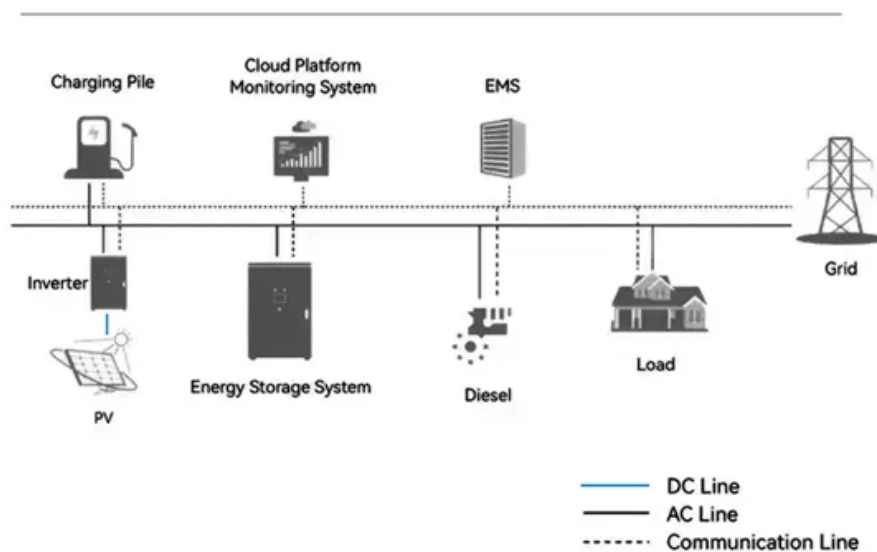 Charging Pile
Cloud Platform
Monitoring System
EMS
Grid
Inverter
PV
Energy Storage System
Diesel
Load
DC Line
AC Line
Communication Line